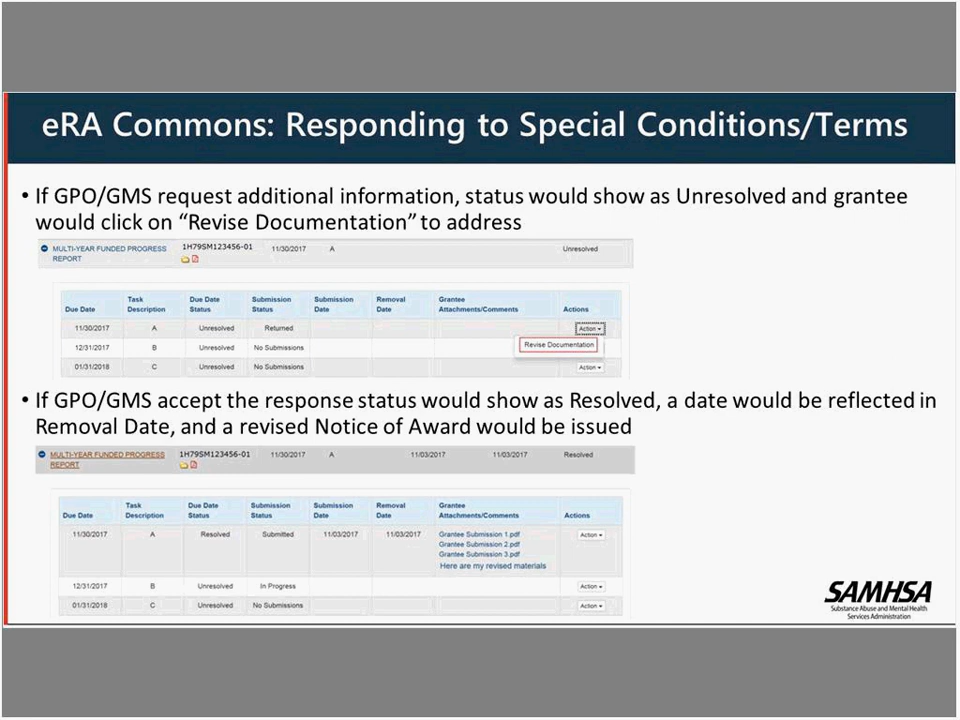 eRA Commons: Responding to Special Conditions/Terms
• If GPO/GMS request additional information, status would show as Unresolved and grantee
would click on “Revise Documentation” to address
MULTI-YEAR FUNDED PROGRESS REPORT 1H79SM123456-01 11/30/2017 A Unresolved
Due Date Task Description Due Date Status Submission Status Submission Date Removal Date Grantee Attachments/Comments Actions
11/30/2017 A Unresolved Returned Action
Revise Documentation
12/31/2017 B Unresolved No Submissions
01/31/2018 C Unresolved No Submissions Action
• If GPO/GMS accept the response status would show as Resolved, a date would be reflected in
Removal Date, and a revised Notice of Award would be issued
MULTI-YEAR FUNDED PROGRESS REPORT 1H79SM123456-01 11/30/2017 A 11/03/2017 11/03/2017 Resolved
Due Date Task Description Due Date Status Submission Status Submission Date Removal Date Grantee Attachments/Comments Actions
11/30/2017 A Resolved Submitted 11/03/2017 11/03/2017 Grantee Submission 1.pdf Action
Grantee Submission 2.pdf
Grantee Submission 3.pdf
Here are my revised materials
12/31/2017 B Unresolved In Progress Action
01/31/2018 C Unresolved No Submissions Action
SAMHSA
Substance Abuse and Mental Health
Services Administration